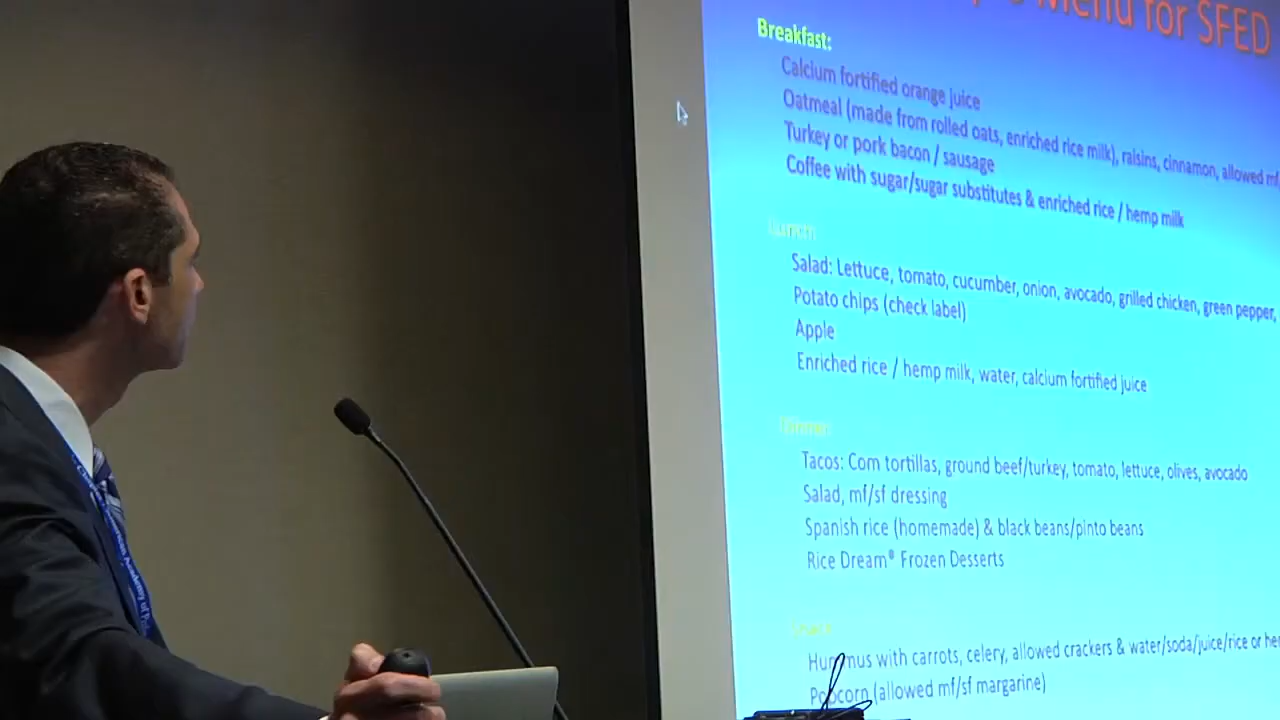 Menu for SFED
Breakfast:
Calcium fortified orange juice
Oatmeal (made from rolled oats, enriched rice milk), raisins, cinnamon, allowed mf
Turkey or pork bacon / sausage
Coffee with sugar/sugar substitutes & enriched rice / hemp milk
Lunch:
Salad: Lettuce, tomato, cucumber, onion, avocado, grilled chicken, green pepper,
Potato chips (check label)
Apple
Enriched rice / hemp milk, water, calcium fortified juice
Dinner:
Tacos: Corn tortillas, ground beef/turkey, tomato, lettuce, olives, avocado
Salad, mf/sf dressing
Spanish rice (homemade) & black beans/pinto beans
Rice Dream® Frozen Desserts
Snack:
Hummus with carrots, celery, allowed crackers & water/soda/juice/rice or he
Popcorn (allowed mf/sf margarine)
Academy of